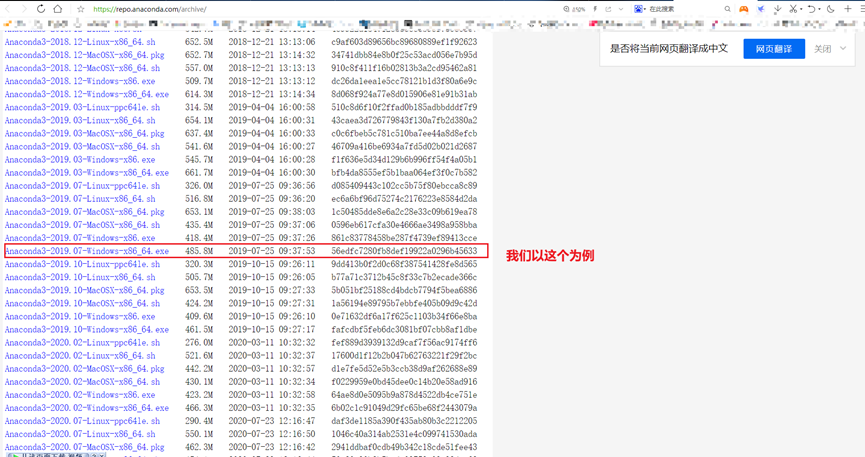 https://repo.anaconda.com/archive/
在此搜索
是否将当前网页翻译成中文 网页翻译 关闭
Anaconda3-2018.12-Linux-x86_64.sh 652.5M 2018-12-21 13:13:06 c9af603d89656bc89680889ef1f92623
Anaconda3-2018.12-MacOSX-x86_64.pkg 652.7M 2018-12-21 13:14:32 34741dbb84e8b0f25c53acd056e7b95d
Anaconda3-2018.12-MacOSX-x86_64.sh 557.0M 2018-12-21 13:13:13 910c8f411f16b02813b3a2cd95462a81
Anaconda3-2018.12-Windows-x86.exe 509.7M 2018-12-21 13:13:12 dc26da1eea1e5cc78121b1d3f80a6e9c
Anaconda3-2018.12-Windows-x86_64.exe 614.3M 2018-12-21 13:14:34 8d068f924a77e8d015906e81e91b31ab
Anaconda3-2019.03-Linux-ppc64le.sh 314.5M 2019-04-04 16:00:58 510c8d6f10f2ffad0b185adbbdddf7f9
Anaconda3-2019.03-Linux-x86_64.sh 654.1M 2019-04-04 16:00:31 43caea3d726779843f130a7fb2d380a2
Anaconda3-2019.03-MacOSX-x86_64.pkg 637.4M 2019-04-04 16:00:33 c0c6fbeb5c781c510ba7ee44a8d8efcb
Anaconda3-2019.03-MacOSX-x86_64.sh 541.6M 2019-04-04 16:00:27 46709a416be6934a7fd5d02b021d2687
Anaconda3-2019.03-Windows-x86.exe 545.7M 2019-04-04 16:00:28 f1f636e5d34d129b6b996ff54f4a05b1
Anaconda3-2019.03-Windows-x86_64.exe 661.7M 2019-04-04 16:00:30 bfb4da8555ef5b1baa064ef3f0c7b582
Anaconda3-2019.07-Linux-ppc64le.sh 326.0M 2019-07-25 09:36:56 d085409443c102cc5b75f80ebcca8c89
Anaconda3-2019.07-Linux-x86_64.sh 516.8M 2019-07-25 09:36:20 ec6a6bf96d75274c2176223e8584d2da
Anaconda3-2019.07-MacOSX-x86_64.pkg 653.1M 2019-07-25 09:38:03 1c50485dde8e6a2c28e33c09b619ea78
Anaconda3-2019.07-MacOSX-x86_64.sh 435.4M 2019-07-25 09:37:06 0596eb617cfa30e4666ae3498a958bba
Anaconda3-2019.07-Windows-x86.exe 418.4M 2019-07-25 09:37:26 861c83778458be287f4739ef89413cce
Anaconda3-2019.07-Windows-x86_64.exe 485.8M 2019-07-25 09:37:53 56edfc7280fb8def19922a0296b45633
我们以这个为例
Anaconda3-2019.10-Linux-ppc64le.sh 320.3M 2019-10-15 09:26:11 9dd413b0f2d0c68f387541428fe8d565
Anaconda3-2019.10-Linux-x86_64.sh 505.7M 2019-10-15 09:26:05 b77a71c3712b45c8f33c7b2ecade366c
Anaconda3-2019.10-MacOSX-x86_64.pkg 653.5M 2019-10-15 09:27:33 5b051bf25188cd4bdcb7794f5bea6886
Anaconda3-2019.10-MacOSX-x86_64.sh 424.2M 2019-10-15 09:27:31 1a56194e89795b7ebbfe405b09d9c42d
Anaconda3-2019.10-Windows-x86.exe 409.6M 2019-10-15 09:26:10 0e71632df6a17f625c1103b34f66e8ba
Anaconda3-2019.10-Windows-x86_64.exe 461.5M 2019-10-15 09:27:17 fafcdbf5feb6dc3081bf07cbb8af1dbe
Anaconda3-2020.02-Linux-ppc64le.sh 276.0M 2020-03-11 10:32:32 fef889d3939132d9caf7f56ac9174ff6
Anaconda3-2020.02-Linux-x86_64.sh 521.6M 2020-03-11 10:32:37 17600d1f12b2b047b62763221f29f2bc
Anaconda3-2020.02-MacOSX-x86_64.pkg 442.2M 2020-03-11 10:32:57 d1e7fe5d52e5b3ccb38d9af262688e89
Anaconda3-2020.02-MacOSX-x86_64.sh 430.1M 2020-03-11 10:32:34 f0229959e0bd45dee0c14b20e58ad916
Anaconda3-2020.02-Windows-x86.exe 423.2M 2020-03-11 10:32:58 64ae8d0e5095b9a878d4522db4ce751e
Anaconda3-2020.02-Windows-x86_64.exe 466.3M 2020-03-11 10:32:35 6b02c1c91049d29fc65be68f2443079a
Anaconda3-2020.07-Linux-ppc64le.sh 290.4M 2020-07-23 12:16:47 daf3de1185a390f435ab80b3c2212205
Anaconda3-2020.07-Linux-x86_64.sh 550.1M 2020-07-23 12:16:50 1046c40a314ab2531e4c099741530ada
Anaconda3-2020.07-MacOSX-x86_64.pkg 462.3M 2020-07-23 12:16:42 2941ddbaf0cdb49b342c18cde51fee43